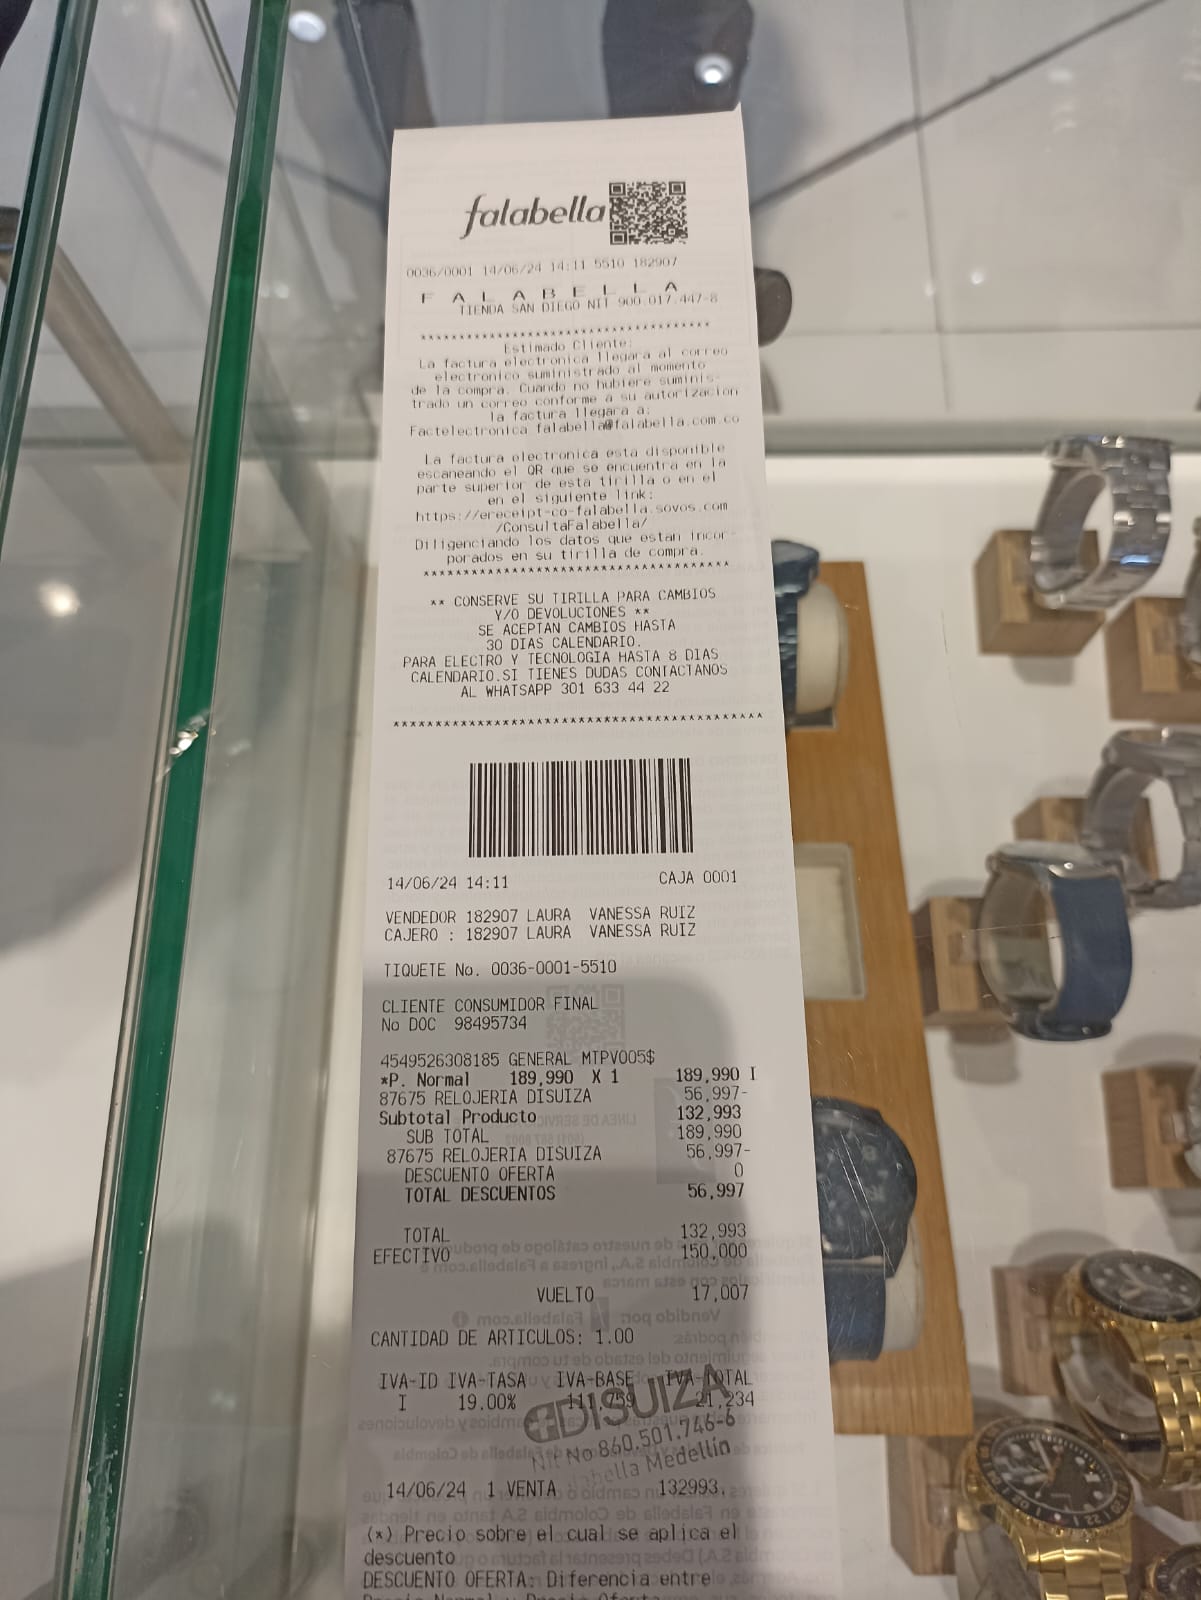 falabella
0036/0001 14/06/24 14:11 5510 182907
F A L A B E L L A
TIENDA SAN DIEGO NIT 900.017.447-8
**************************************
Estimado Cliente:
La factura electronica llegara al correo
electronico suministrado al momento
de la compra. Cuando no hubiere suminis-
trado un correo conforme a su autorizacion
la factura llegara a:
Factelectronica falabella@falabella.com.co
La factura electronica esta disponible
escaneando el QR que se encuentra en la
parte superior de esta tirilla o en el
en el siguiente link:
https://ereceipt-co-falabella.sovos.com
/ConsultaFalabella/
Diligenciando los datos que estan incor-
porados en su tirilla de compra.
**************************************
** CONSERVE SU TIRILLA PARA CAMBIOS
Y/O DEVOLUCIONES **
SE ACEPTAN CAMBIOS HASTA
30 DIAS CALENDARIO.
PARA ELECTRO Y TECNOLOGIA HASTA 8 DIAS
CALENDARIO.SI TIENES DUDAS CONTACTANOS
AL WHATSAPP 301 633 44 22
**************************************
14/06/24 14:11 CAJA 0001
VENDEDOR 182907 LAURA VANESSA RUIZ
CAJERO : 182907 LAURA VANESSA RUIZ
TIQUETE No. 0036-0001-5510
CLIENTE CONSUMIDOR FINAL
No DOC 98495734
4549526308185 GENERAL MTPV005$
*P. Normal 189,990 X 1 189,990 I
87675 RELOJERIA DISUIZA 56,997-
Subtotal Producto 132,993
SUB TOTAL 189,990
87675 RELOJERIA DISUIZA 56,997-
DESCUENTO OFERTA 0
TOTAL DESCUENTOS 56,997
TOTAL 132,993
EFECTIVO 150,000
VUELTO 17,007
CANTIDAD DE ARTICULOS: 1.00
IVA-ID IVA-TASA IVA-BASE IVA-TOTAL
I 19.00% 111,759 21,234
DISUIZA
Nit No 860.501.746-6
Medellín
14/06/24 1 VENTA 132993.
(*) Precio sobre el cual se aplica el
descuento
DESCUENTO OFERTA: Diferencia entre